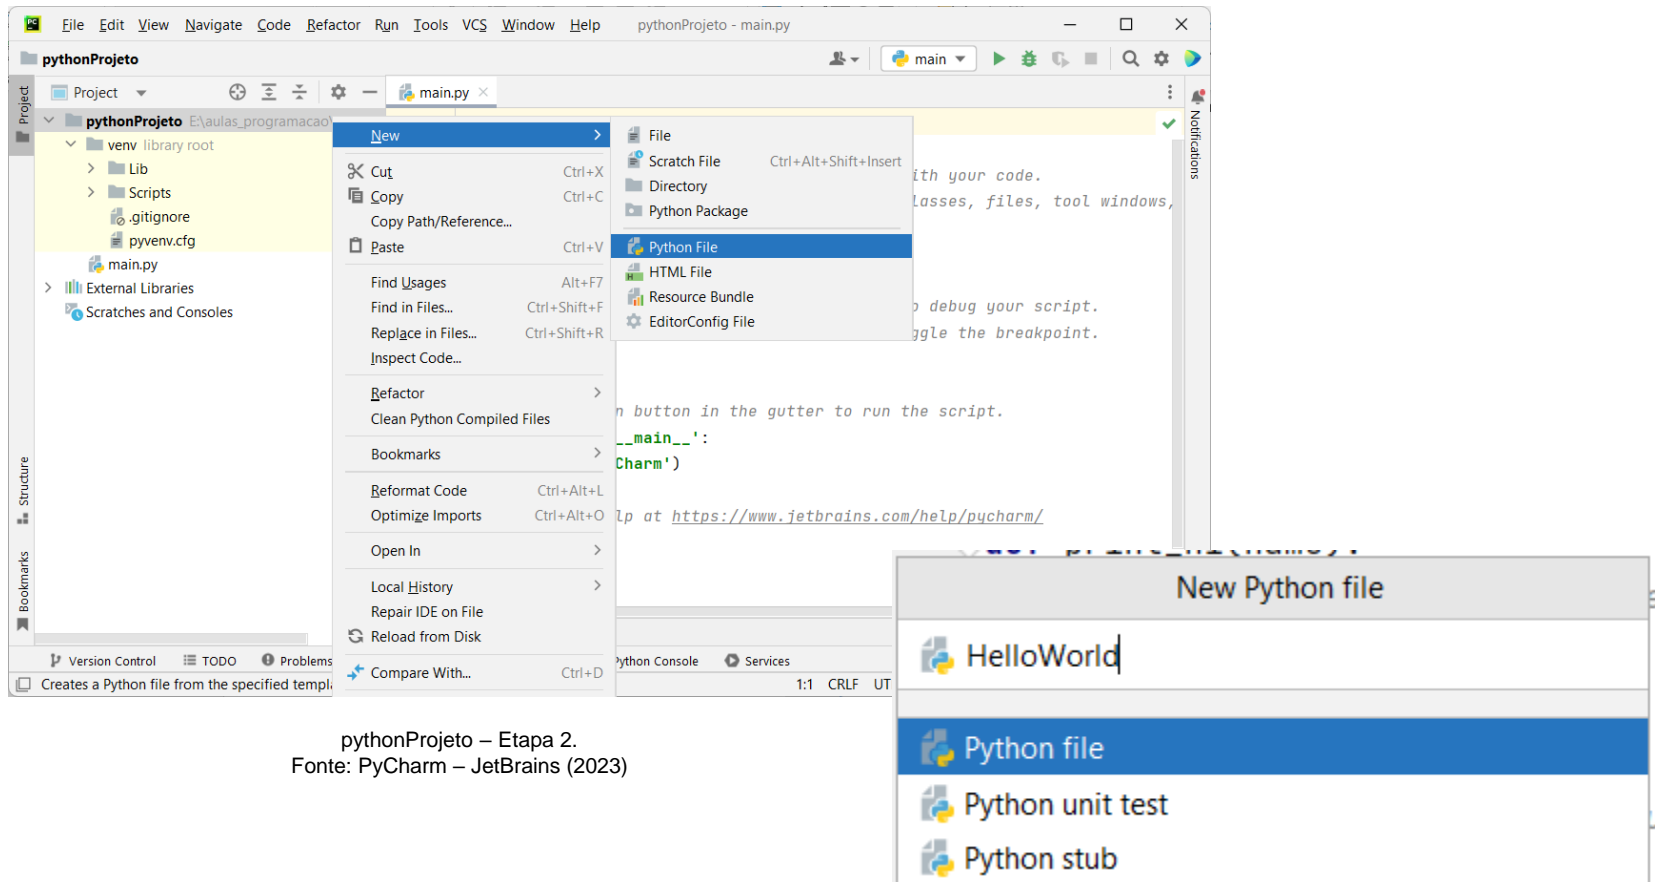 PC File Edit View Navigate Code Refactor Run Tools VCS Window Help pythonProjeto - main.py
pythonProjeto main
Project Project main.py
pythonProjeto E:\aulas_programacao\
venv library root
Lib
Scripts
.gitignore
pyvenv.cfg
main.py
External Libraries
Scratches and Consoles
Structure
Bookmarks
Notifications
New
Cut Ctrl+X
Copy Ctrl+C
Copy Path/Reference...
Paste Ctrl+V
Find Usages Alt+F7
Find in Files... Ctrl+Shift+F
Replace in Files... Ctrl+Shift+R
Inspect Code...
Refactor
Clean Python Compiled Files
Bookmarks
Reformat Code Ctrl+Alt+L
Optimize Imports Ctrl+Alt+O
Open In
Local History
Repair IDE on File
Reload from Disk
Compare With... Ctrl+D
File
Scratch File Ctrl+Alt+Shift+Insert
Directory
Python Package
Python File
HTML File
Resource Bundle
EditorConfig File
ith your code.
lasses, files, tool windows,
debug your script.
ggle the breakpoint.
n button in the gutter to run the script.
__main__':
Charm')
lp at https://www.jetbrains.com/help/pycharm/
Version Control TODO Problems ython Console Services
Creates a Python file from the specified templ 1:1 CRLF UT
pythonProjeto – Etapa 2.
Fonte: PyCharm – JetBrains (2023)
New Python file
HelloWorld
Python file
Python unit test
Python stub